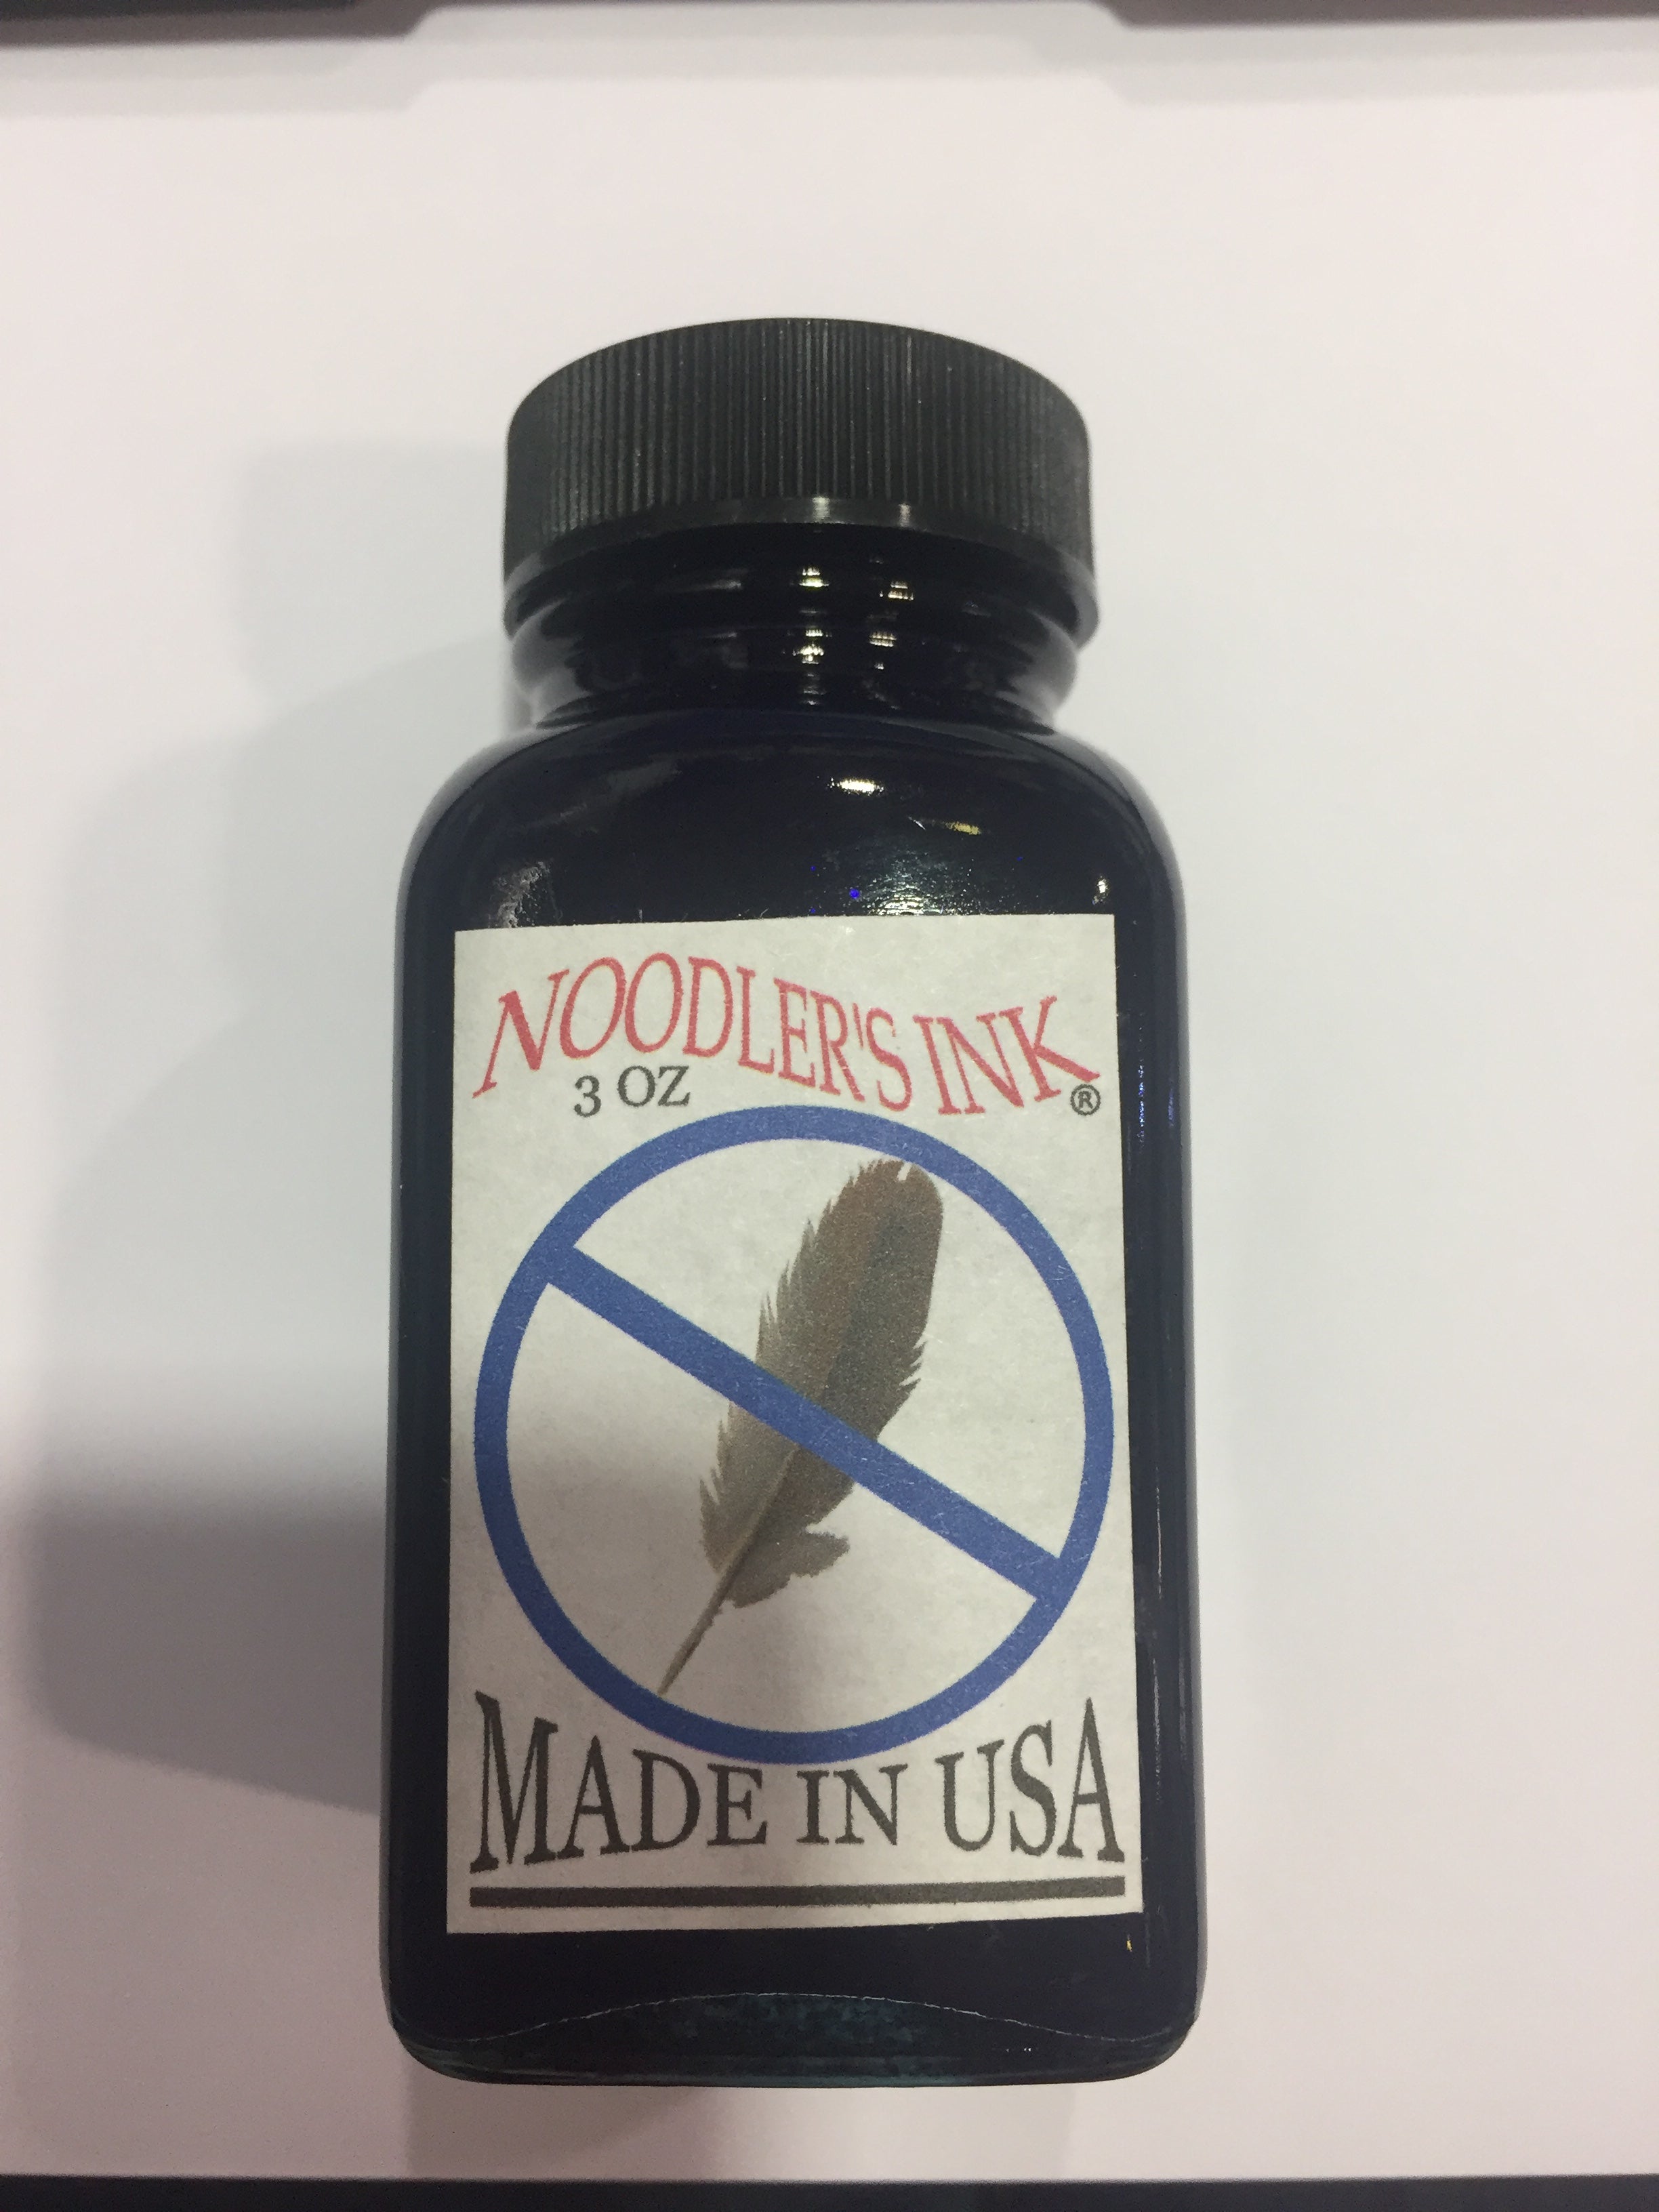 NOODLER'S INK®
3 OZ
MADE IN USA